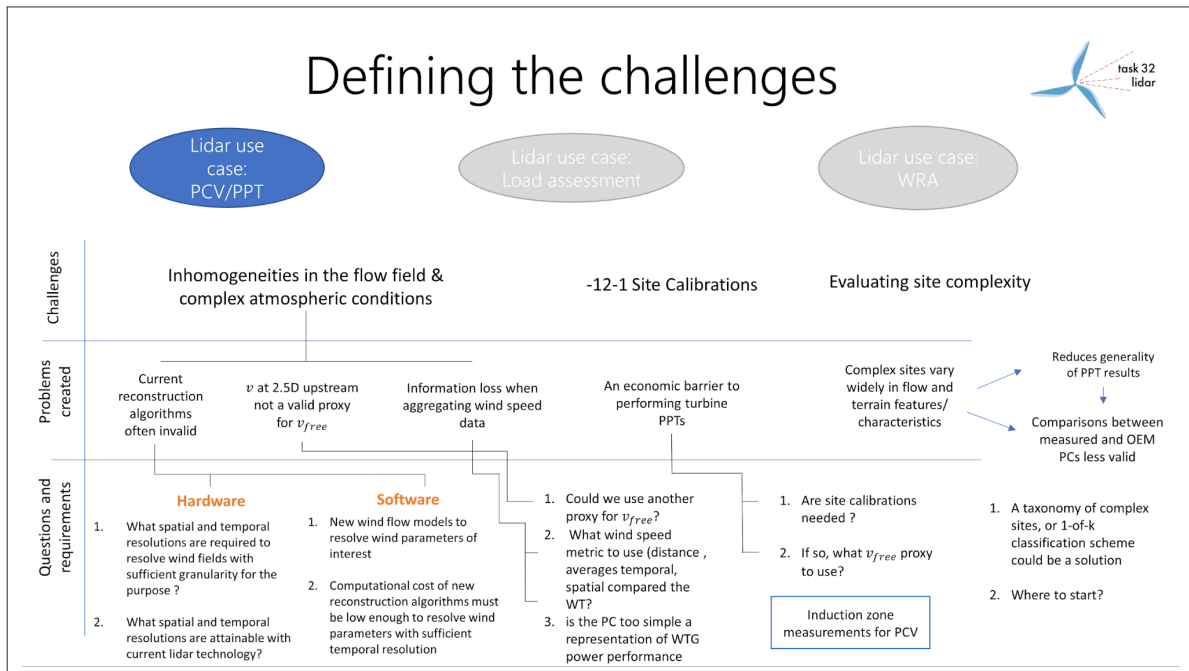 Defining the challenges
task 32
lidar
Lidar use
case:
PCV/PPT
Lidar use case:
Load assessment
Lidar use case:
WRA
Challenges
Inhomogeneities in the flow field &
complex atmospheric conditions
-12-1 Site Calibrations
Evaluating site complexity
Problems
created
Current
reconstruction
algorithms
often invalid
v at 2.5D upstream
not a valid proxy
for v_free
Information loss when
aggregating wind speed
data
An economic barrier to
performing turbine
PPTs
Complex sites vary
widely in flow and
terrain features/
characteristics
Reduces generality
of PPT results
Comparisons between
measured and OEM
PCs less valid
Questions and
requirements
Hardware
1. What spatial and temporal
resolutions are required to
resolve wind fields with
sufficient granularity for the
purpose ?
2. What spatial and temporal
resolutions are attainable with
current lidar technology?
Software
1. New wind flow models to
resolve wind parameters of
interest
2. Computational cost of new
reconstruction algorithms must
be low enough to resolve wind
parameters with sufficient
temporal resolution
1. Could we use another
proxy for v_free?
2. What wind speed
metric to use (distance ,
averages temporal,
spatial compared the
WT?
3. is the PC too simple a
representation of WTG
power performance
1. Are site calibrations
needed ?
2. If so, what v_free proxy
to use?
Induction zone
measurements for PCV
1. A taxonomy of complex
sites, or 1-of-k
classification scheme
could be a solution
2. Where to start?